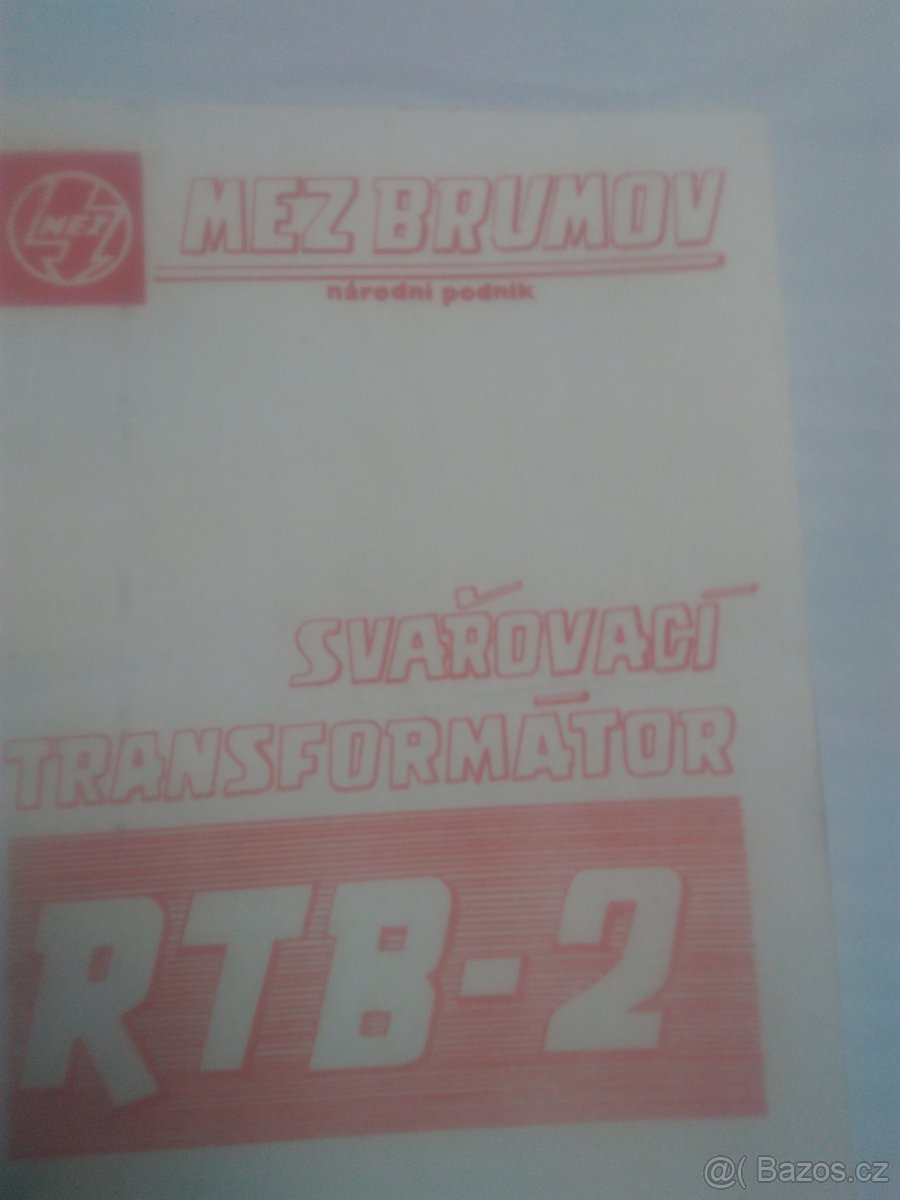 MEZ
MEZ BRUMOV
národní podnik
SVAŘOVACÍ
TRANSFORMÁTOR
RTB-2
@( Bazos.cz